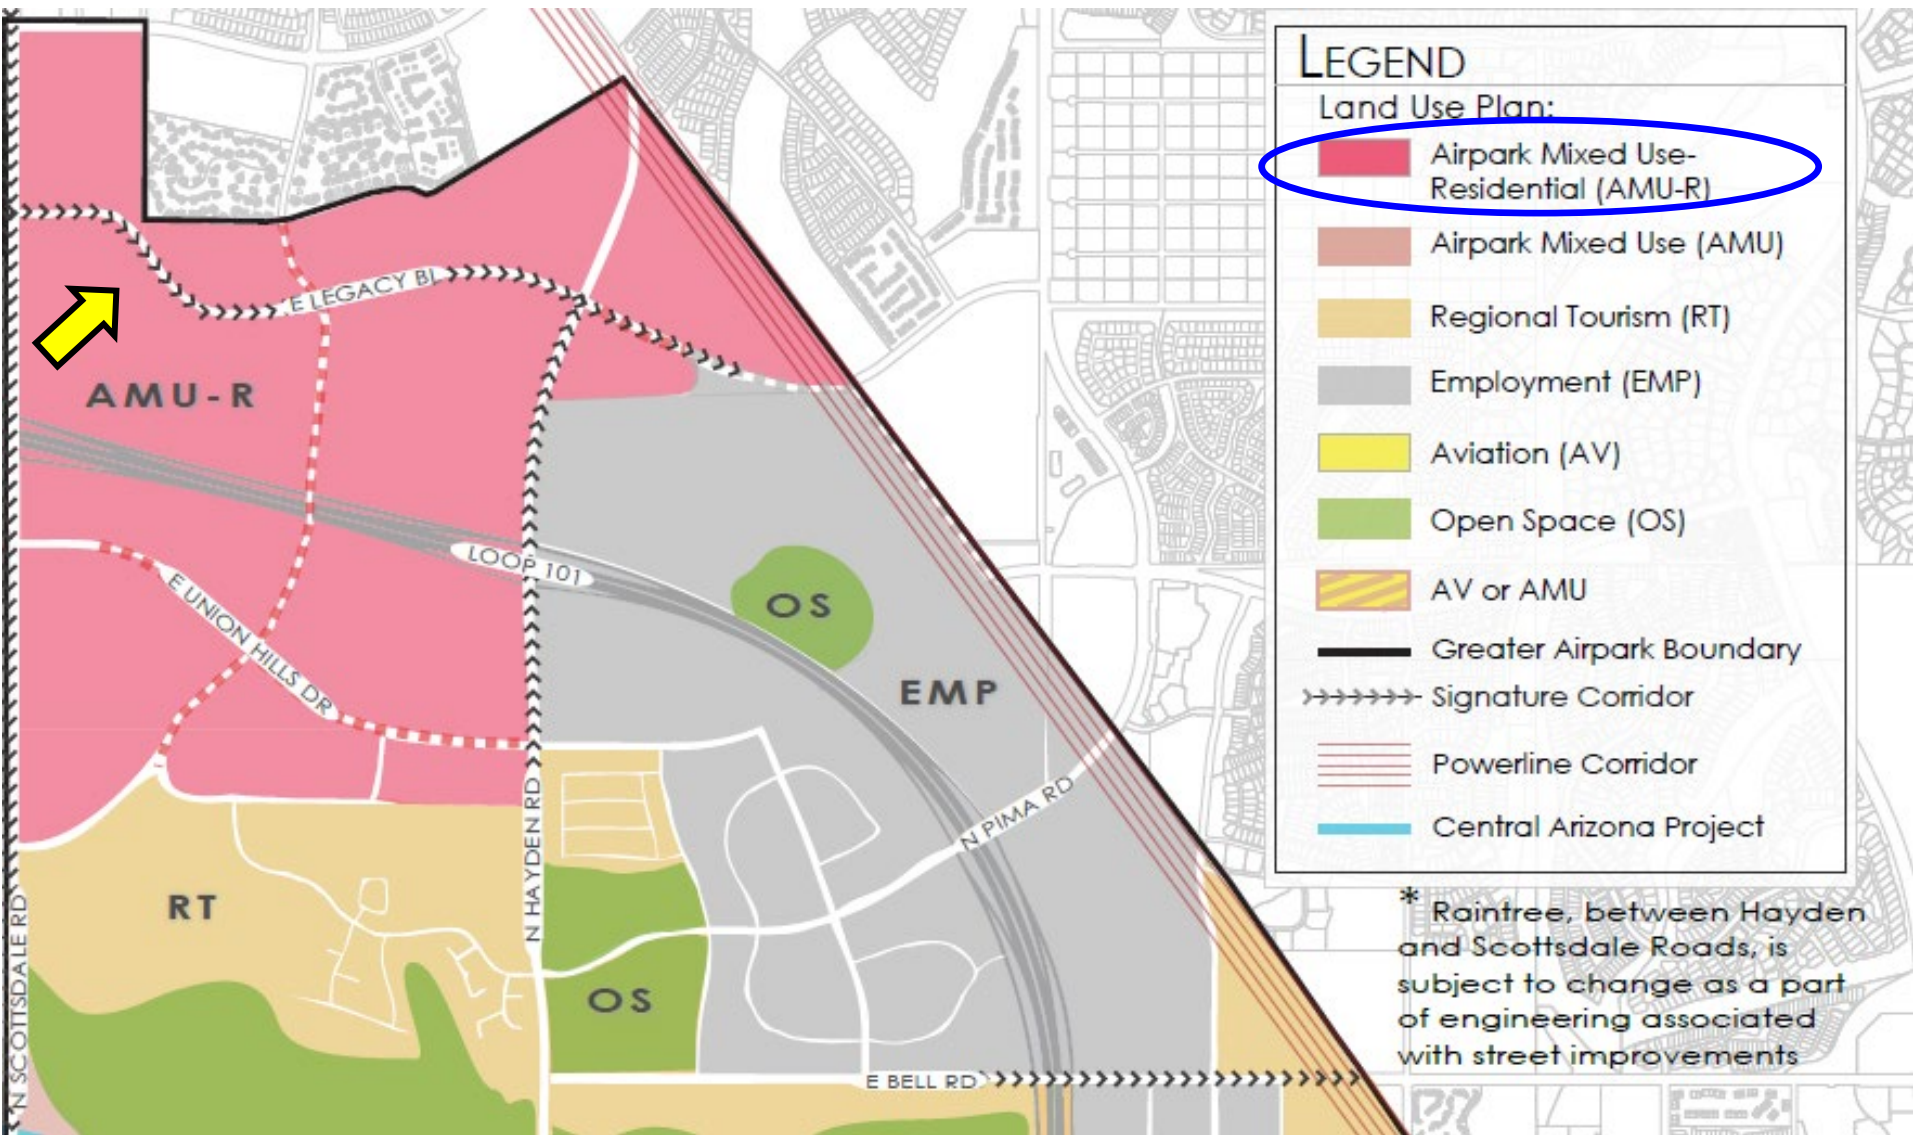 LEGEND
Land Use Plan:
Airpark Mixed Use-
Residential (AMU-R)
Airpark Mixed Use (AMU)
Regional Tourism (RT)
Employment (EMP)
Aviation (AV)
Open Space (OS)
AV or AMU
Greater Airpark Boundary
Signature Corridor
Powerline Corridor
Central Arizona Project
* Raintree, between Hayden
and Scottsdale Roads, is
subject to change as a part
of engineering associated
with street improvements
E LEGACY BL
AMU-R
LOOP 101
E UNION HILLS DR
OS
EMP
N PIMA RD
N HAYDEN RD
RT
N SCOTTSDALE RD
OS
E BELL RD